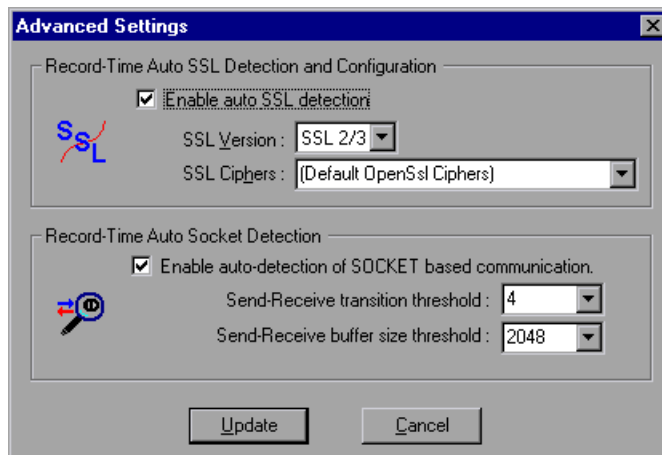 Advanced Settings
Record-Time Auto SSL Detection and Configuration
Enable auto SSL detection
SSL
SSL Version : SSL 2/3
SSL Ciphers : (Default OpenSsl Ciphers)
Record-Time Auto Socket Detection
Enable auto-detection of SOCKET based communication.
Send-Receive transition threshold : 4
Send-Receive buffer size threshold : 2048
Update Cancel